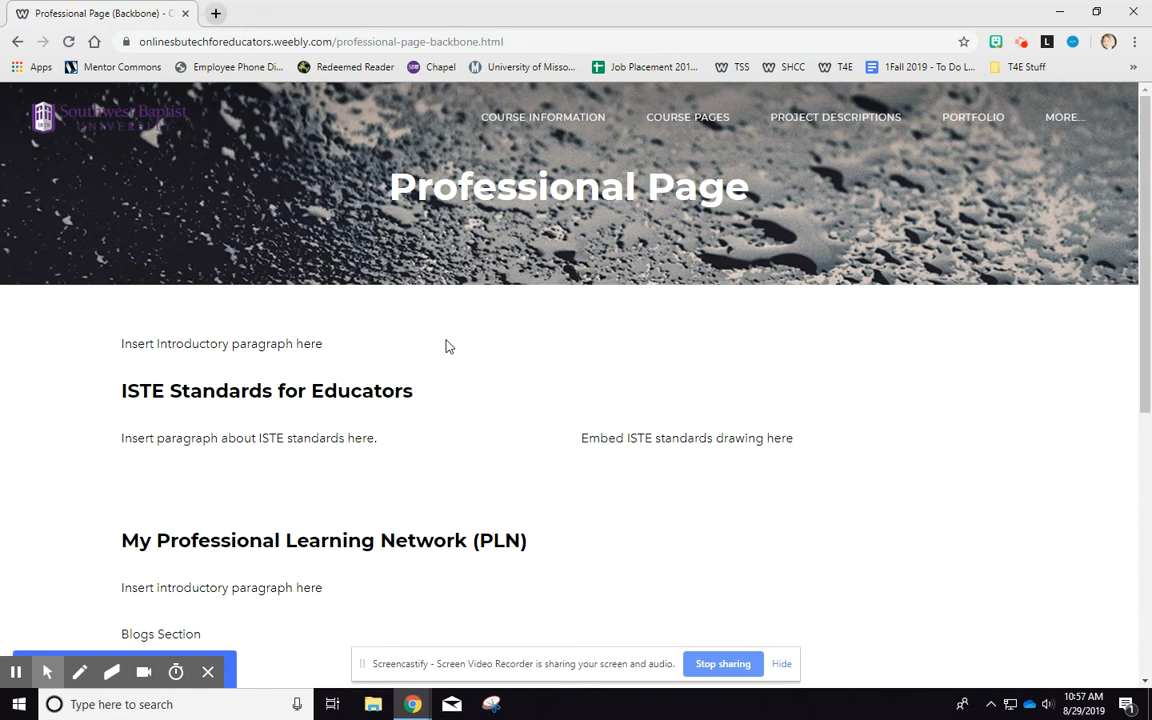 Professional Page (Backbone) -
onlinesbutechforeducators.weebly.com/professional-page-backbone.html
Apps Mentor Commons Employee Phone Di... Redeemed Reader Chapel University of Misso... Job Placement 201... TSS SHCC T4E 1Fall 2019 - To Do L... T4E Stuff
Southwest Baptist
UNIVERSITY
COURSE INFORMATION COURSE PAGES PROJECT DESCRIPTIONS PORTFOLIO MORE...
Professional Page
Insert Introductory paragraph here
ISTE Standards for Educators
Insert paragraph about ISTE standards here. Embed ISTE standards drawing here
My Professional Learning Network (PLN)
Insert introductory paragraph here
Blogs Section
Screencastify - Screen Video Recorder is sharing your screen and audio. Stop sharing Hide
Type here to search
10:57 AM
8/29/2019